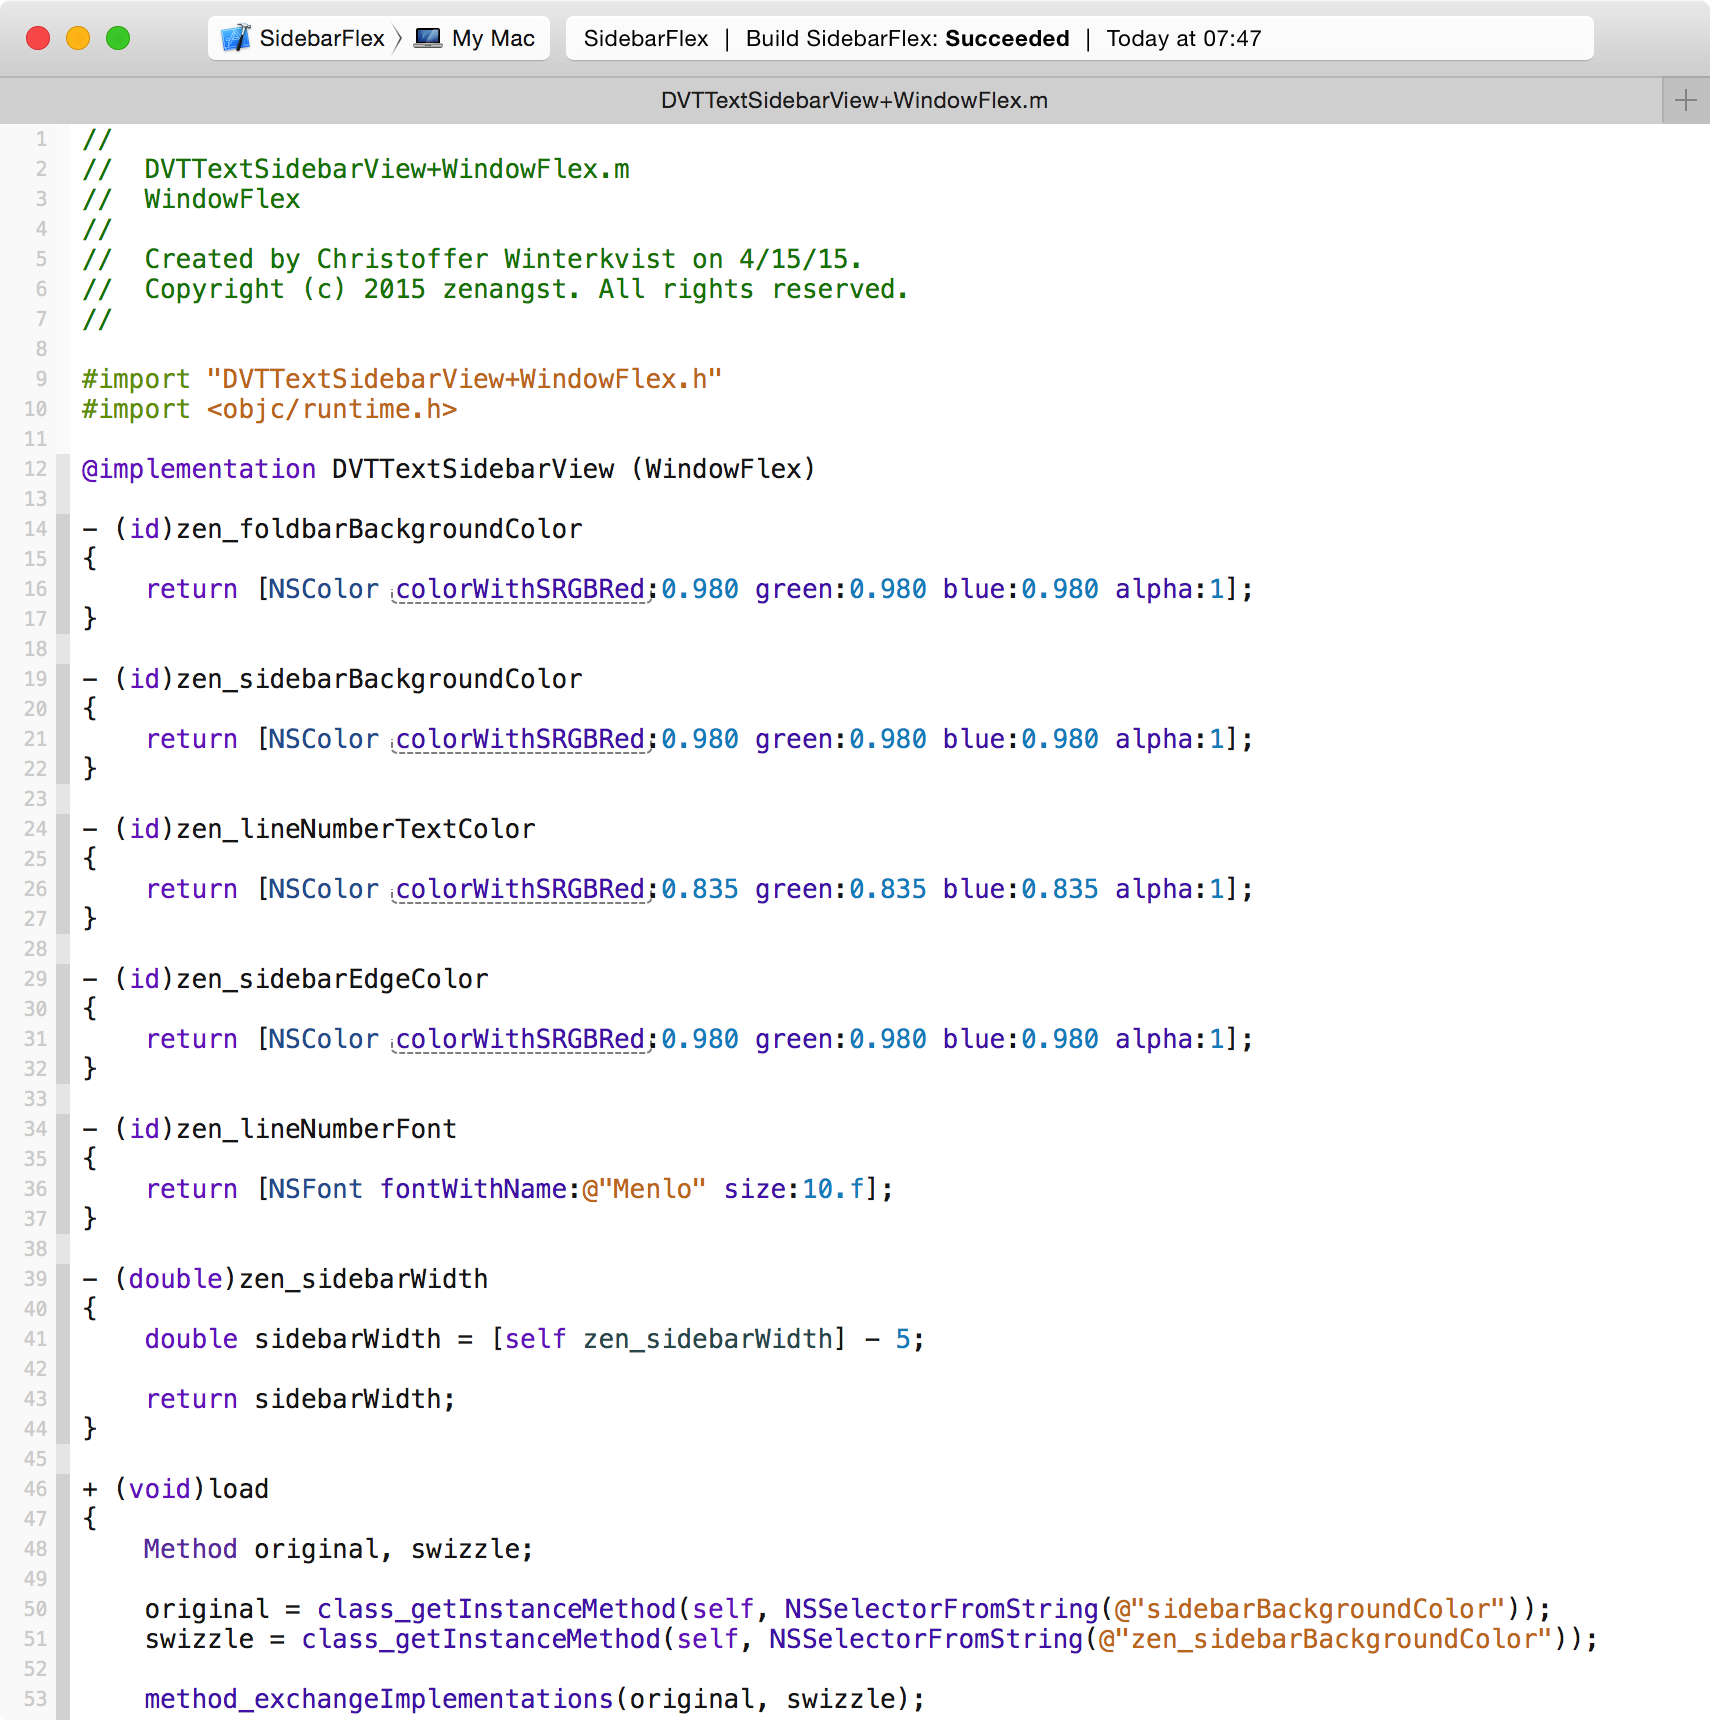 SidebarFlex My Mac SidebarFlex | Build SidebarFlex: Succeeded | Today at 07:47
DVTTextSidebarView+WindowFlex.m +
1 //
2 //  DVTTextSidebarView+WindowFlex.m
3 //  WindowFlex
4 //
5 //  Created by Christoffer Winterkvist on 4/15/15.
6 //  Copyright (c) 2015 zenangst. All rights reserved.
7 //
8
9 #import "DVTTextSidebarView+WindowFlex.h"
10 #import <objc/runtime.h>
11
12 @implementation DVTTextSidebarView (WindowFlex)
13
14 - (id)zen_foldbarBackgroundColor
15 {
16     return [NSColor colorWithSRGBRed:0.980 green:0.980 blue:0.980 alpha:1];
17 }
18
19 - (id)zen_sidebarBackgroundColor
20 {
21     return [NSColor colorWithSRGBRed:0.980 green:0.980 blue:0.980 alpha:1];
22 }
23
24 - (id)zen_lineNumberTextColor
25 {
26     return [NSColor colorWithSRGBRed:0.835 green:0.835 blue:0.835 alpha:1];
27 }
28
29 - (id)zen_sidebarEdgeColor
30 {
31     return [NSColor colorWithSRGBRed:0.980 green:0.980 blue:0.980 alpha:1];
32 }
33
34 - (id)zen_lineNumberFont
35 {
36     return [NSFont fontWithName:@"Menlo" size:10.f];
37 }
38
39 - (double)zen_sidebarWidth
40 {
41     double sidebarWidth = [self zen_sidebarWidth] - 5;
42
43     return sidebarWidth;
44 }
45
46 + (void)load
47 {
48     Method original, swizzle;
49
50     original = class_getInstanceMethod(self, NSSelectorFromString(@"sidebarBackgroundColor"));
51     swizzle = class_getInstanceMethod(self, NSSelectorFromString(@"zen_sidebarBackgroundColor"));
52
53     method_exchangeImplementations(original, swizzle);